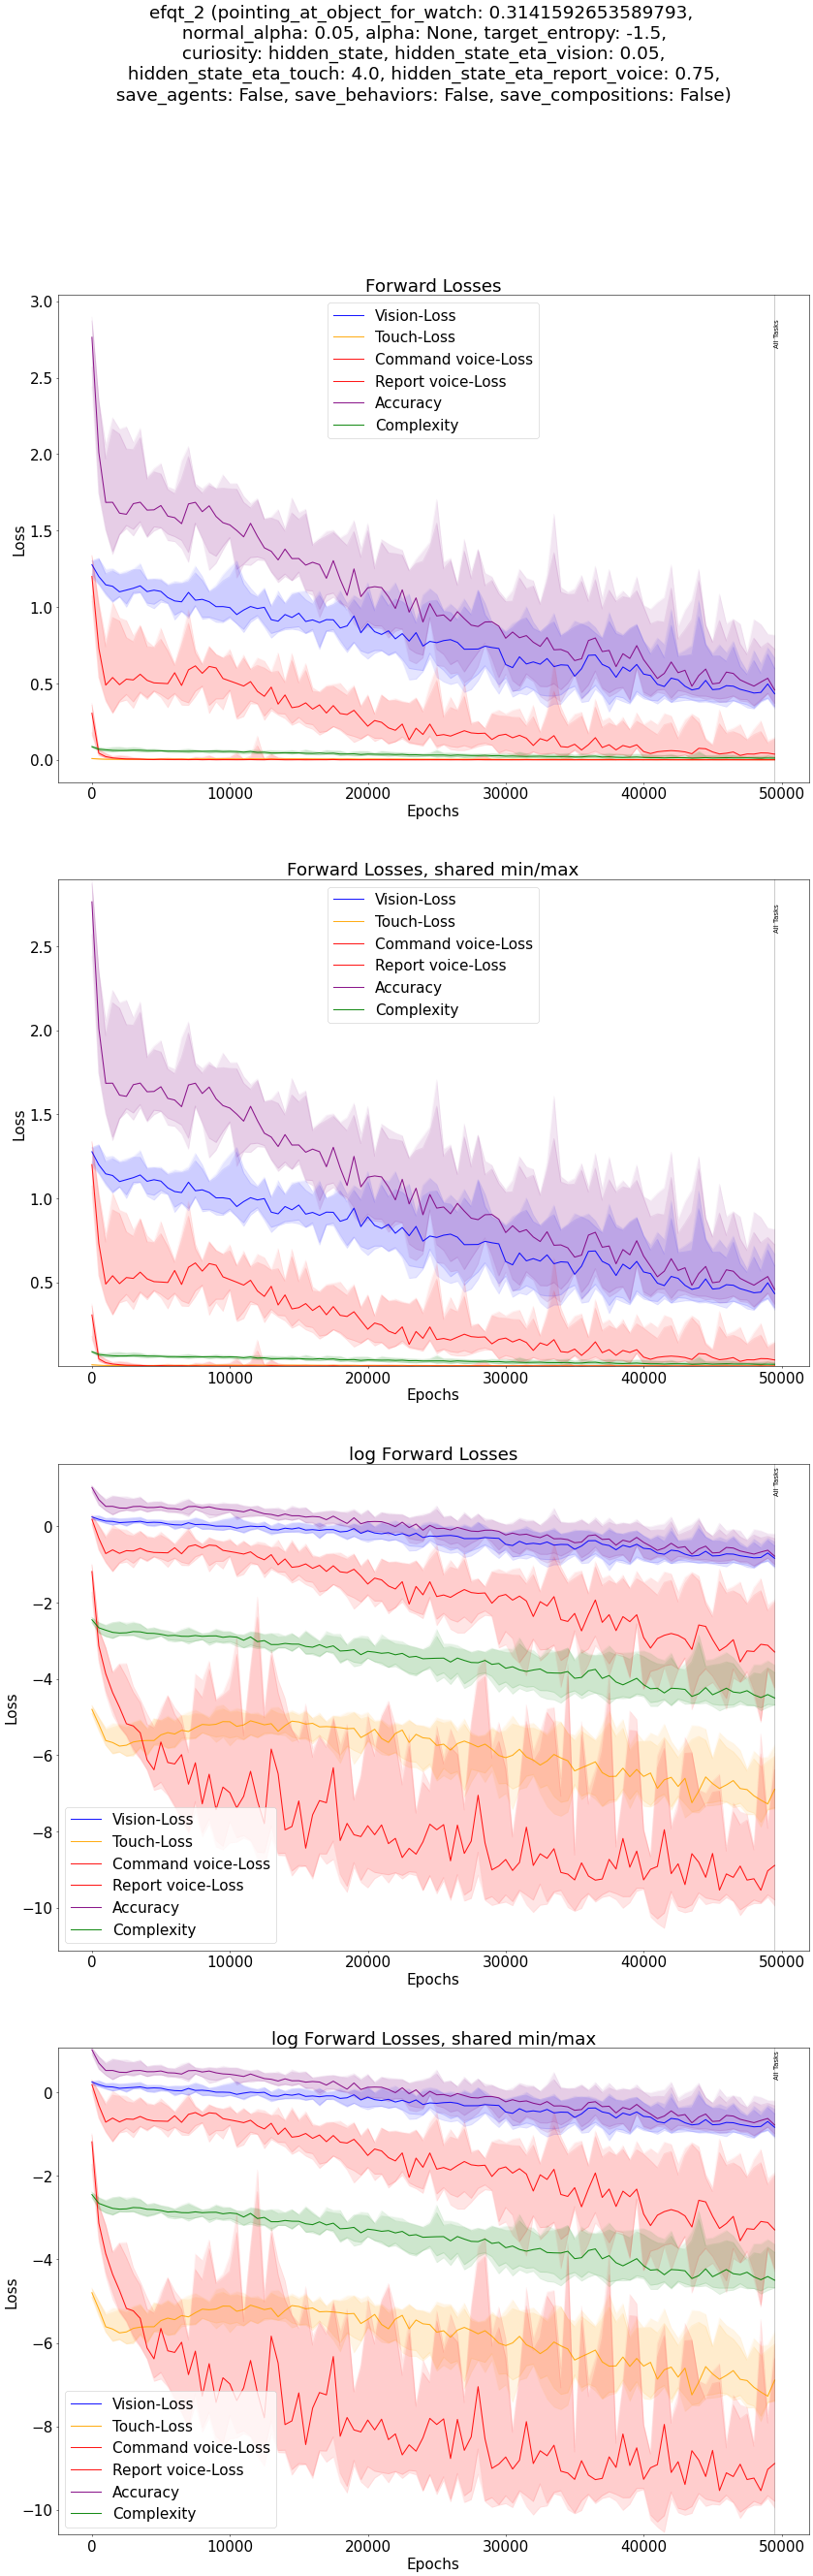 efqt_2 (pointing_at_object_for_watch: 0.3141592653589793,
normal_alpha: 0.05, alpha: None, target_entropy: -1.5,
curiosity: hidden_state, hidden_state_eta_vision: 0.05,
hidden_state_eta_touch: 4.0, hidden_state_eta_report_voice: 0.75,
save_agents: False, save_behaviors: False, save_compositions: False)
Forward Losses
3.0
2.5
2.0
1.5
1.0
0.5
0.0
Loss
Vision-Loss
Touch-Loss
Command voice-Loss
Report voice-Loss
Accuracy
Complexity
All Tasks
0
10000
20000
30000
40000
50000
Epochs
Forward Losses, shared min/max
2.5
2.0
1.5
1.0
0.5
Loss
Vision-Loss
Touch-Loss
Command voice-Loss
Report voice-Loss
Accuracy
Complexity
All Tasks
0
10000
20000
30000
40000
50000
Epochs
log Forward Losses
0
−2
−4
−6
−8
−10
Loss
Vision-Loss
Touch-Loss
Command voice-Loss
Report voice-Loss
Accuracy
Complexity
All Tasks
0
10000
20000
30000
40000
50000
Epochs
log Forward Losses, shared min/max
0
−2
−4
−6
−8
−10
Loss
Vision-Loss
Touch-Loss
Command voice-Loss
Report voice-Loss
Accuracy
Complexity
All Tasks
0
10000
20000
30000
40000
50000
Epochs